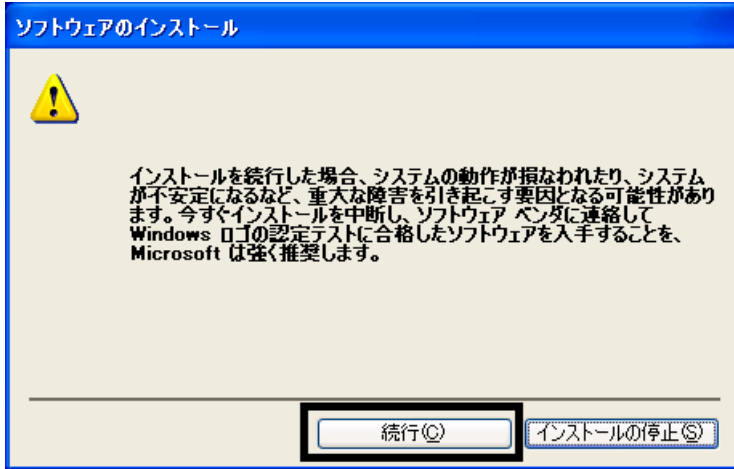 ソフトウェアのインストール
インストールを続行した場合、システムの動作が損なわれたり、システム
が不安定になるなど、重大な障害を引き起こす要因となる可能性があり
ます。今すぐインストールを中断し、ソフトウェア ベンダに連絡して
Windows ロゴの認定テストに合格したソフトウェアを入手することを、
Microsoft は強く推奨します。
続行(C)
インストールの停止(S)